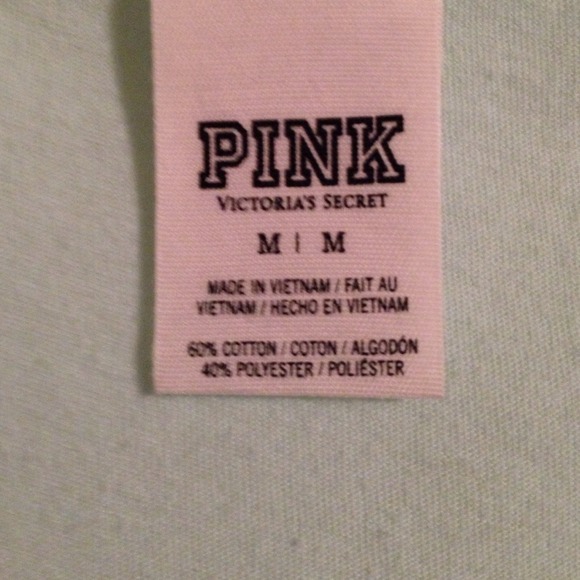 PINK
VICTORIA'S SECRET
M | M
MADE IN VIETNAM / FAIT AU
VIETNAM / HECHO EN VIETNAM
60% COTTON / COTON / ALGODÓN
40% POLYESTER / POLIÉSTER